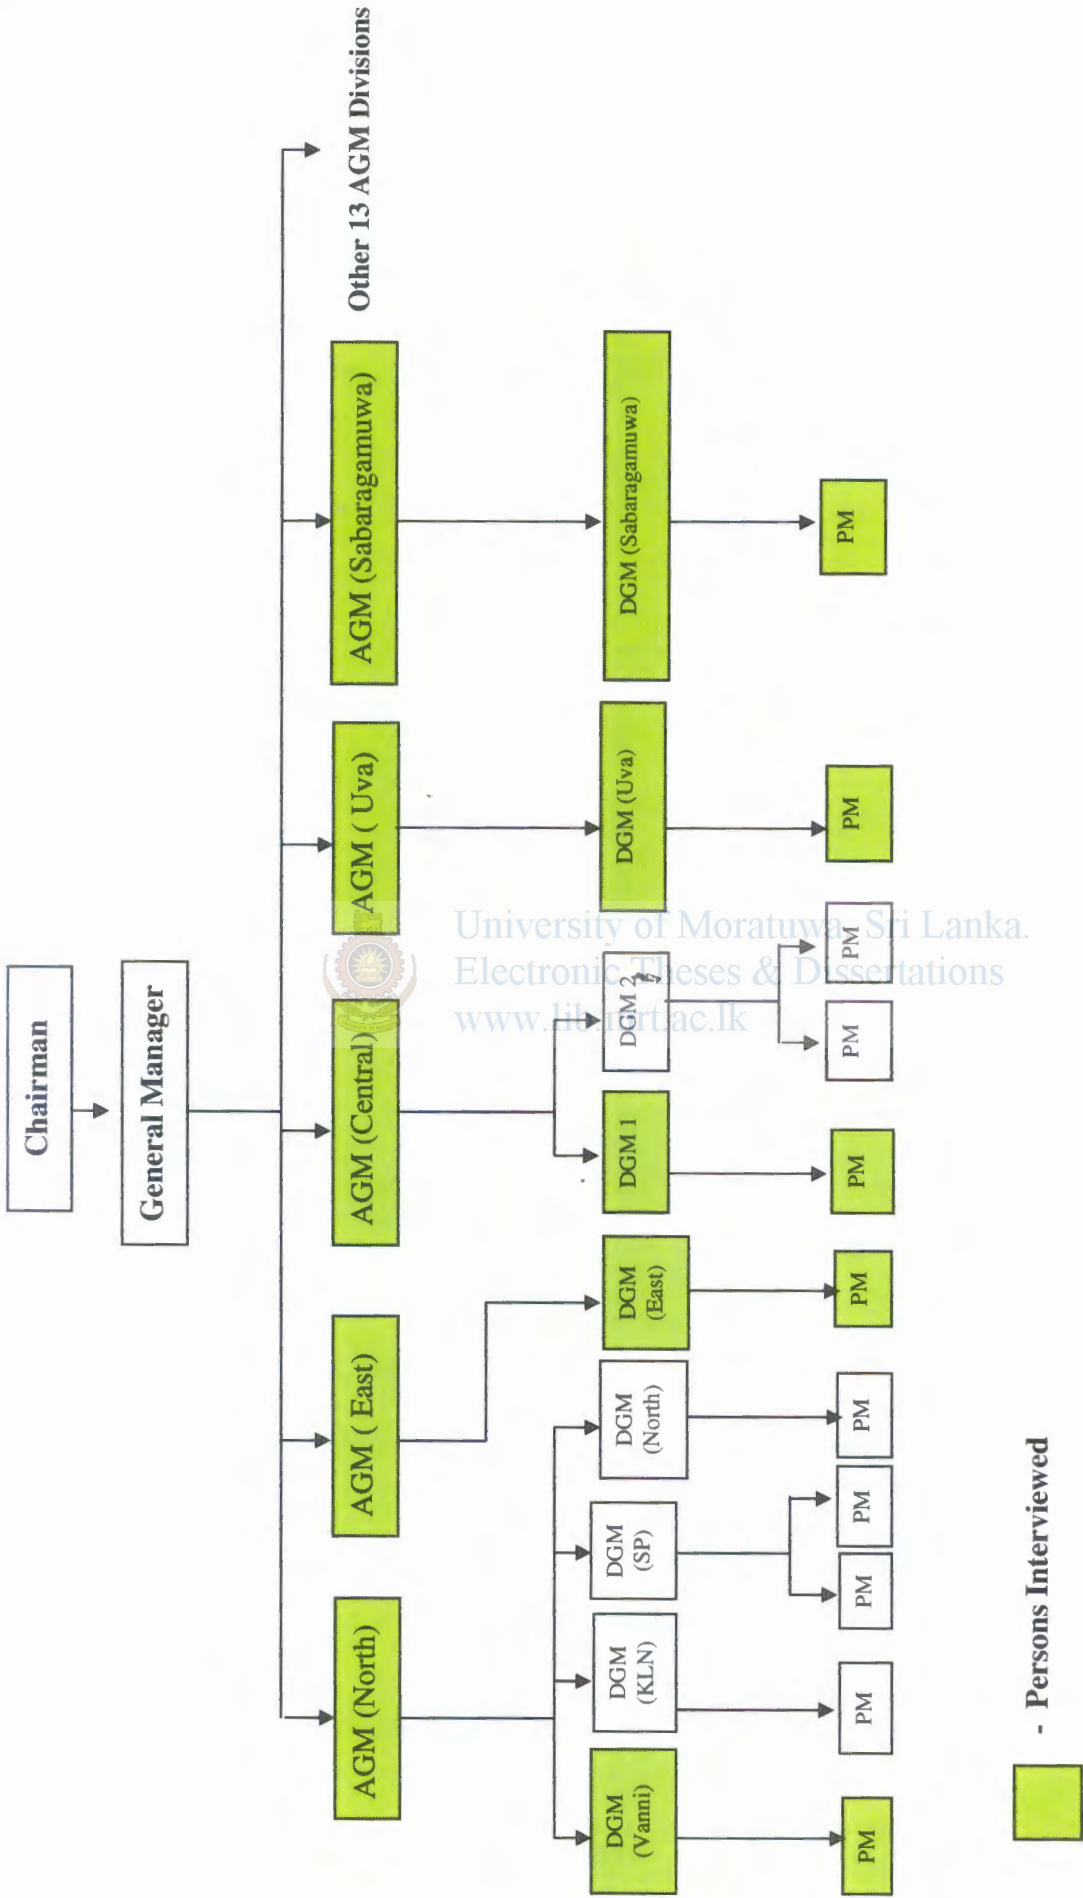 Chairman
General Manager
AGM (North)
AGM ( East)
AGM (Central)
AGM ( Uva)
AGM (Sabaragamuwa)
Other 13 AGM Divisions
DGM
(Vanni)
DGM
(KLN)
DGM
(SP)
DGM
(North)
DGM
(East)
DGM 1
DGM 2
DGM (Uva)
DGM (Sabaragamuwa)
PM
PM
PM
PM
PM
PM
PM
PM
PM
PM
PM
- Persons Interviewed
University of Moratuwa, Sri Lanka.
Electronic Theses & Dissertations
www.lib.mrt.ac.lk